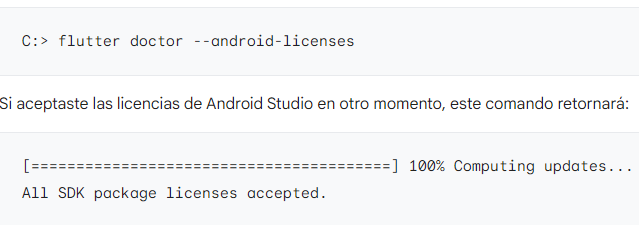 C:> flutter doctor --android-licenses
Si aceptaste las licencias de Android Studio en otro momento, este comando retornará:
[========================================] 100% Computing updates...
All SDK package licenses accepted.